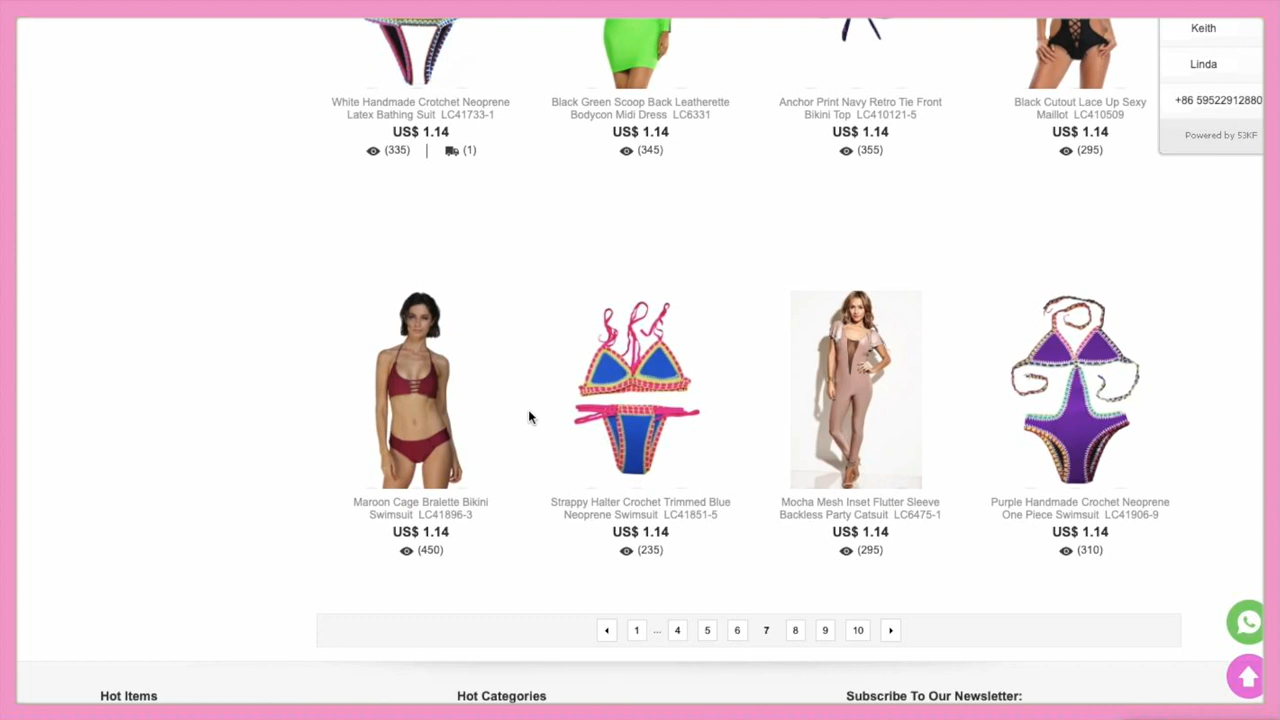 Keith
Linda
+86 59522912880
Powered by 53KF
White Handmade Crotchet Neoprene
Latex Bathing Suit LC41733-1
US$ 1.14
(335) | (1)
Black Green Scoop Back Leatherette
Bodycon Midi Dress LC6331
US$ 1.14
(345)
Anchor Print Navy Retro Tie Front
Bikini Top LC410121-5
US$ 1.14
(355)
Black Cutout Lace Up Sexy
Maillot LC410509
US$ 1.14
(295)
Maroon Cage Bralette Bikini
Swimsuit LC41896-3
US$ 1.14
(450)
Strappy Halter Crochet Trimmed Blue
Neoprene Swimsuit LC41851-5
US$ 1.14
(235)
Mocha Mesh Inset Flutter Sleeve
Backless Party Catsuit LC6475-1
US$ 1.14
(295)
Purple Handmade Crochet Neoprene
One Piece Swimsuit LC41906-9
US$ 1.14
(310)
1 ... 4 5 6 7 8 9 10
Hot Items
Hot Categories
Subscribe To Our Newsletter: